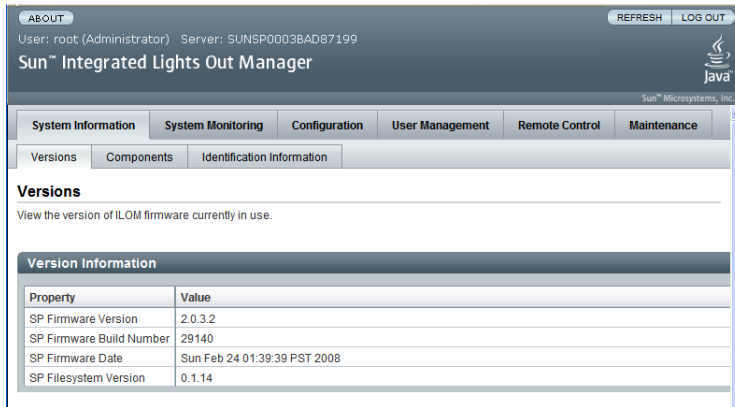 ABOUT REFRESH LOG OUT
User: root (Administrator) Server: SUNSP0003BAD87199
Sun™ Integrated Lights Out Manager
Java™
Sun™ Microsystems, Inc.
System Information System Monitoring Configuration User Management Remote Control Maintenance
Versions Components Identification Information
Versions
View the version of ILOM firmware currently in use.
Version Information
Property Value
SP Firmware Version 2.0.3.2
SP Firmware Build Number 29140
SP Firmware Date Sun Feb 24 01:39:39 PST 2008
SP Filesystem Version 0.1.14